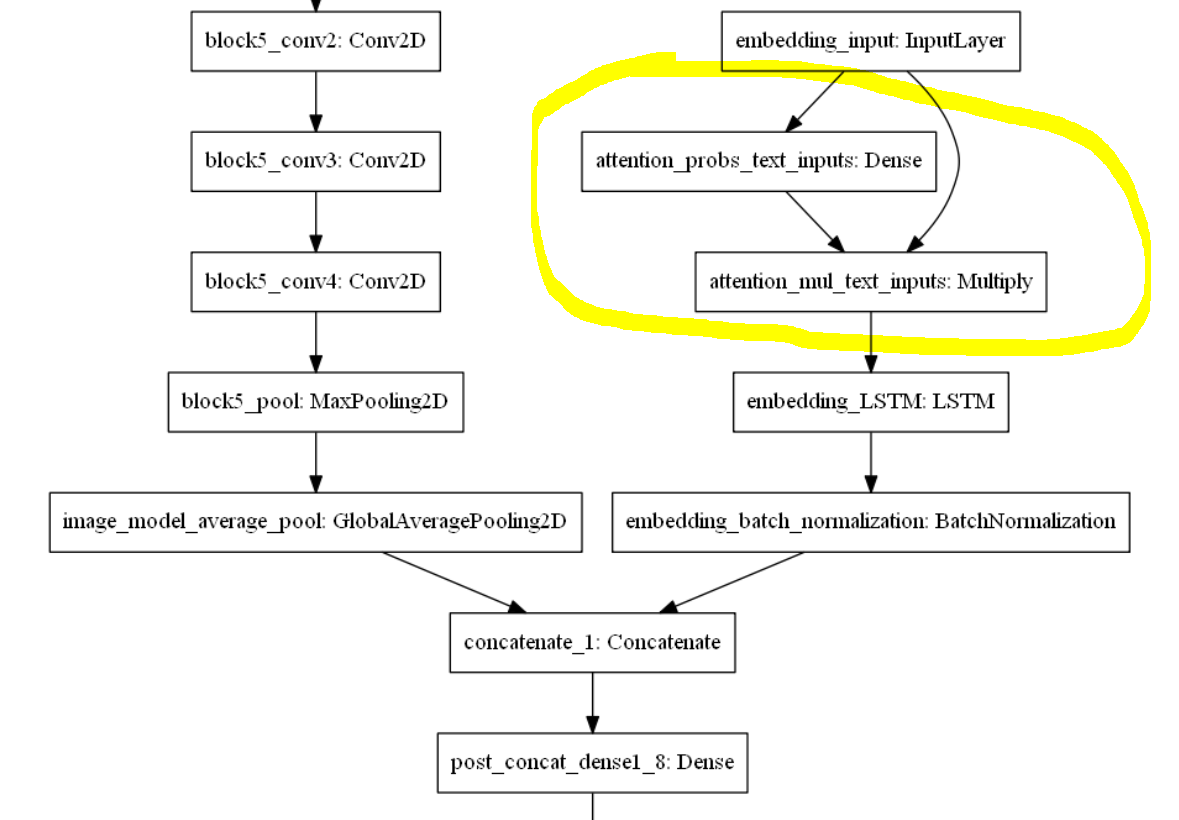 block5_conv2: Conv2D
embedding_input: InputLayer
block5_conv3: Conv2D
attention_probs_text_inputs: Dense
block5_conv4: Conv2D
attention_mul_text_inputs: Multiply
block5_pool: MaxPooling2D
embedding_LSTM: LSTM
image_model_average_pool: GlobalAveragePooling2D
embedding_batch_normalization: BatchNormalization
concatenate_1: Concatenate
post_concat_dense1_8: Dense